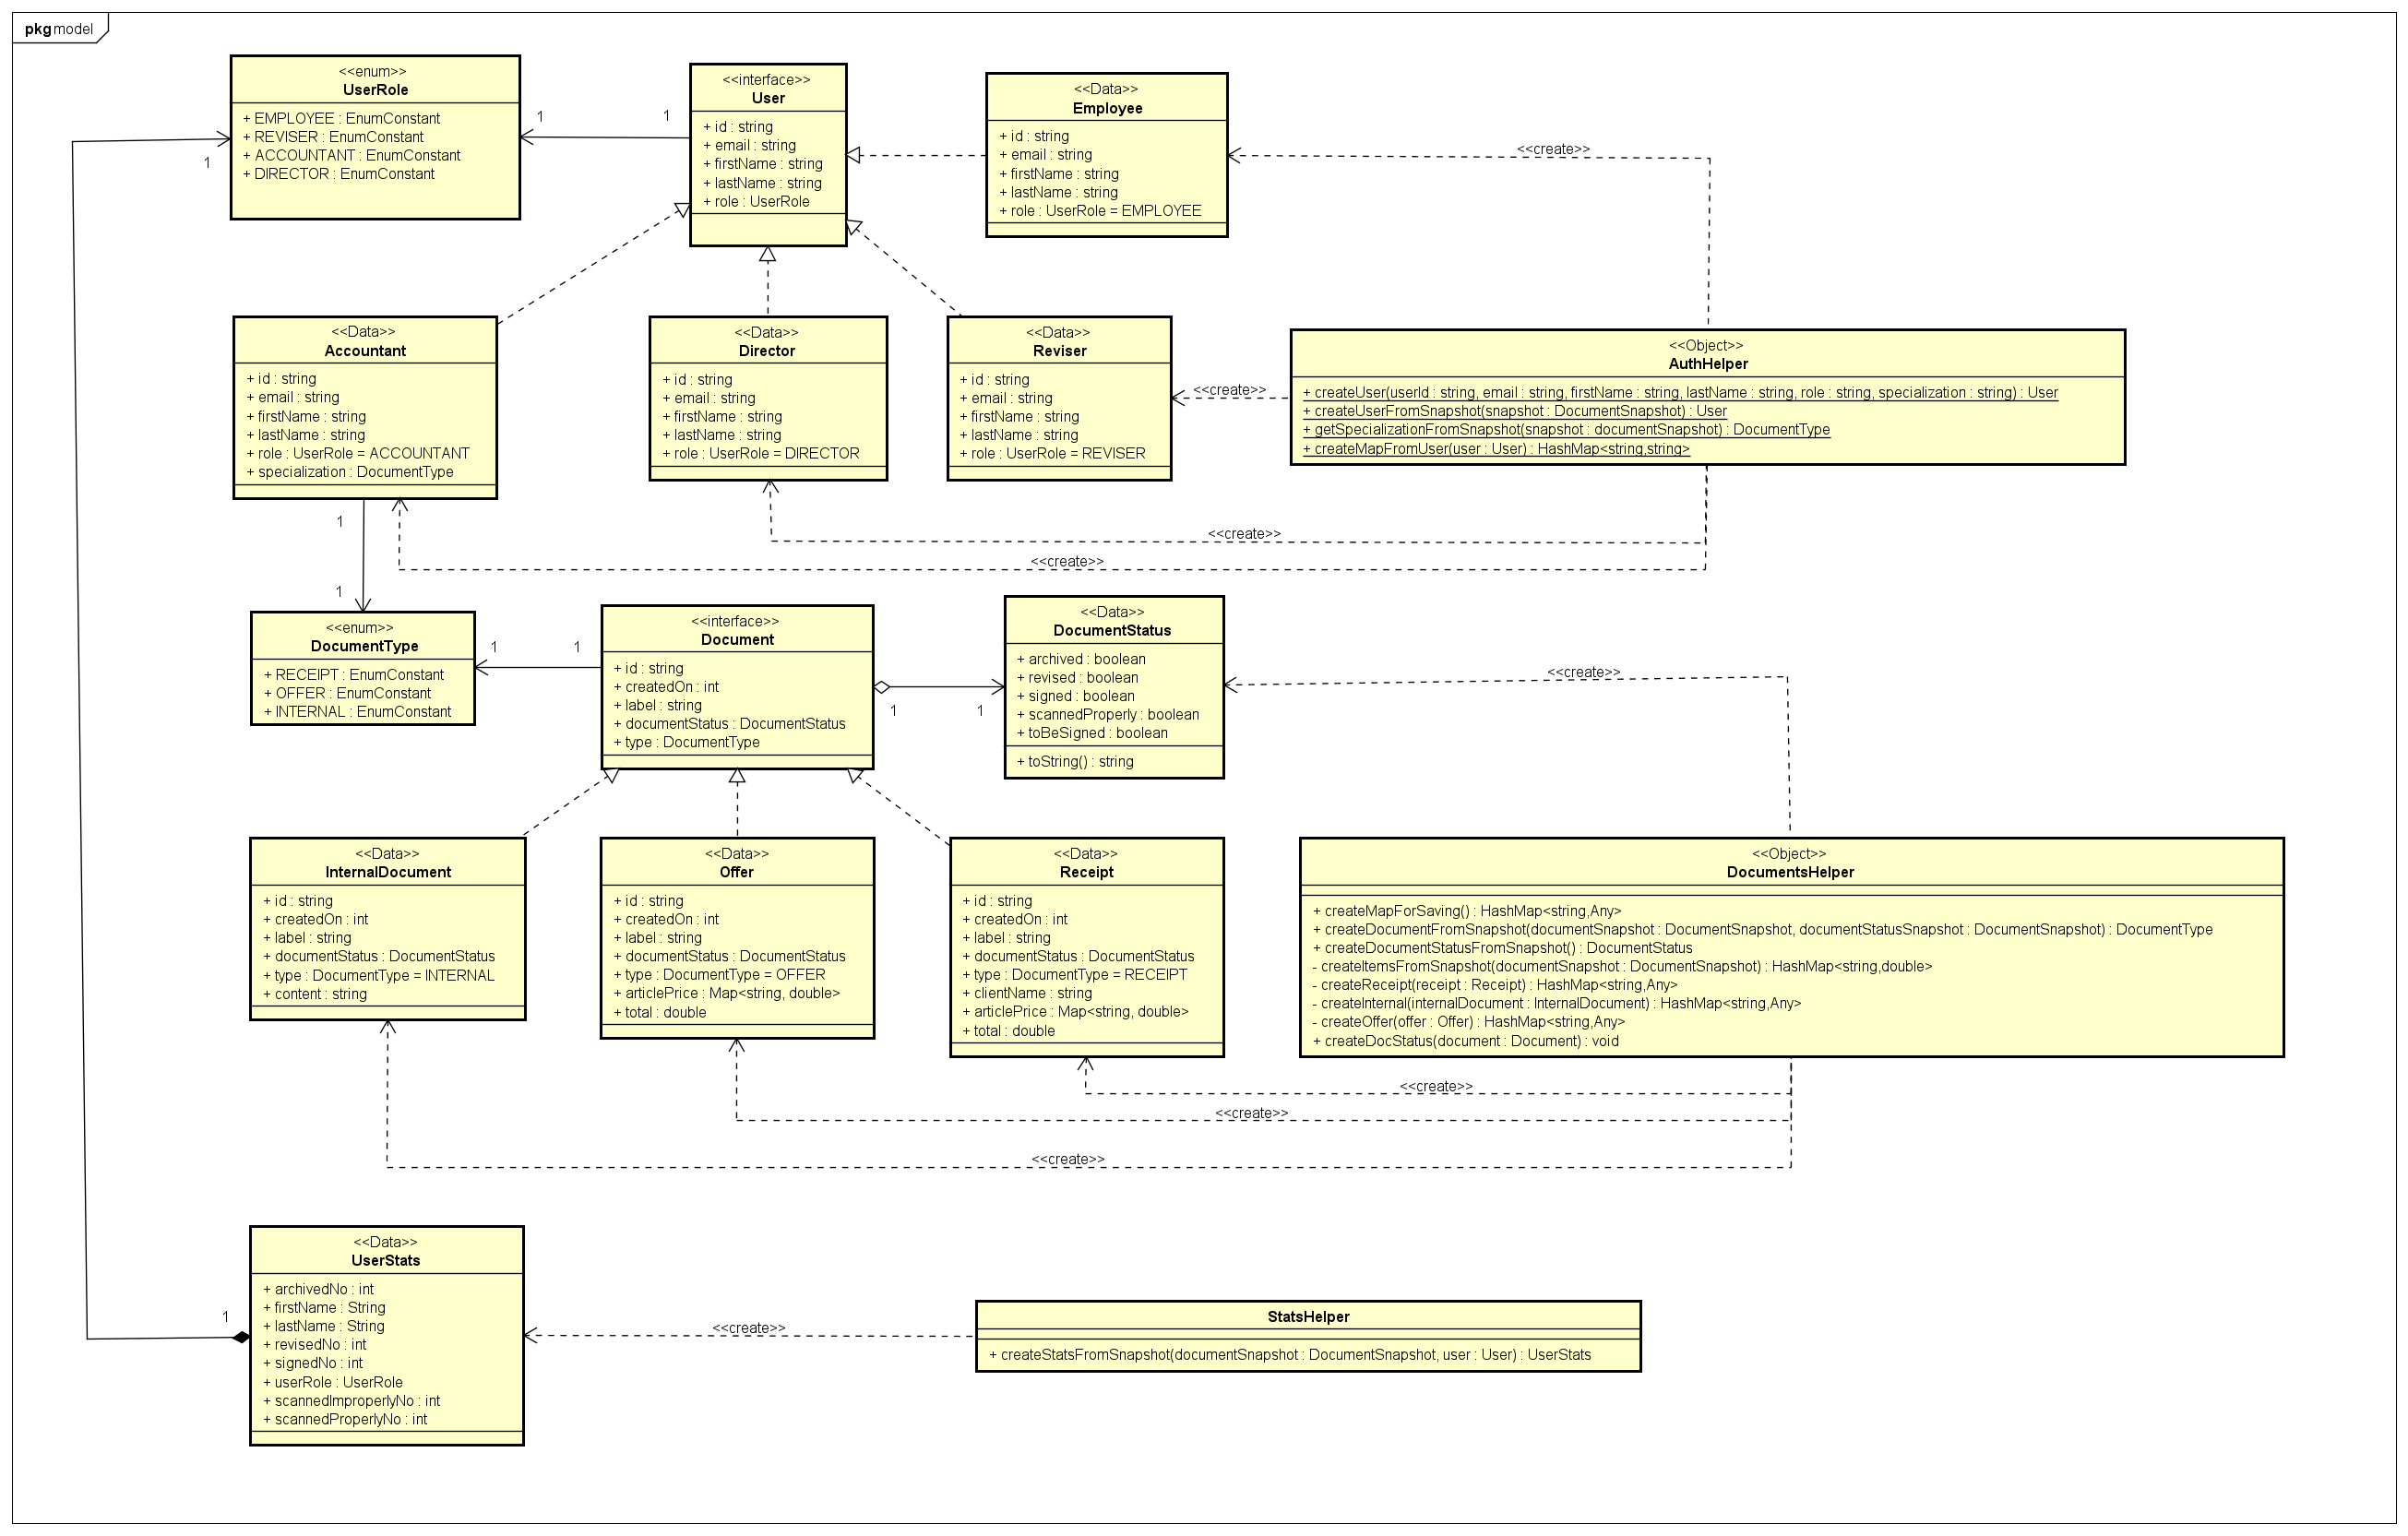 pkg model
<<enum>>
UserRole
+ EMPLOYEE : EnumConstant
+ REVISER : EnumConstant
+ ACCOUNTANT : EnumConstant
+ DIRECTOR : EnumConstant
1
1
1
<<interface>>
User
+ id : string
+ email : string
+ firstName : string
+ lastName : string
+ role : UserRole
<<Data>>
Employee
+ id : string
+ email : string
+ firstName : string
+ lastName : string
+ role : UserRole = EMPLOYEE
<<create>>
<<Data>>
Accountant
+ id : string
+ email : string
+ firstName : string
+ lastName : string
+ role : UserRole = ACCOUNTANT
+ specialization : DocumentType
<<Data>>
Director
+ id : string
+ email : string
+ firstName : string
+ lastName : string
+ role : UserRole = DIRECTOR
<<Data>>
Reviser
+ id : string
+ email : string
+ firstName : string
+ lastName : string
+ role : UserRole = REVISER
<<create>>
<<Object>>
AuthHelper
+ createUser(userId : string, email : string, firstName : string, lastName : string, role : string, specialization : string) : User
+ createUserFromSnapshot(snapshot : DocumentSnapshot) : User
+ getSpecializationFromSnapshot(snapshot : documentSnapshot) : DocumentType
+ createMapFromUser(user : User) : HashMap<string,string>
1
<<create>>
<<create>>
1
<<enum>>
DocumentType
+ RECEIPT : EnumConstant
+ OFFER : EnumConstant
+ INTERNAL : EnumConstant
1
1
<<interface>>
Document
+ id : string
+ createdOn : int
+ label : string
+ documentStatus : DocumentStatus
+ type : DocumentType
1
1
<<Data>>
DocumentStatus
+ archived : boolean
+ revised : boolean
+ signed : boolean
+ scannedProperly : boolean
+ toBeSigned : boolean
+ toString() : string
<<create>>
<<Data>>
InternalDocument
+ id : string
+ createdOn : int
+ label : string
+ documentStatus : DocumentStatus
+ type : DocumentType = INTERNAL
+ content : string
<<Data>>
Offer
+ id : string
+ createdOn : int
+ label : string
+ documentStatus : DocumentStatus
+ type : DocumentType = OFFER
+ articlePrice : Map<string, double>
+ total : double
<<Data>>
Receipt
+ id : string
+ createdOn : int
+ label : string
+ documentStatus : DocumentStatus
+ type : DocumentType = RECEIPT
+ clientName : string
+ articlePrice : Map<string, double>
+ total : double
<<Object>>
DocumentsHelper
+ createMapForSaving() : HashMap<string,Any>
+ createDocumentFromSnapshot(documentSnapshot : DocumentSnapshot, documentStatusSnapshot : DocumentSnapshot) : DocumentType
+ createDocumentStatusFromSnapshot() : DocumentStatus
- createItemsFromSnapshot(documentSnapshot : DocumentSnapshot) : HashMap<string,double>
- createReceipt(receipt : Receipt) : HashMap<string,Any>
- createInternal(internalDocument : InternalDocument) : HashMap<string,Any>
- createOffer(offer : Offer) : HashMap<string,Any>
+ createDocStatus(document : Document) : void
<<create>>
<<create>>
<<create>>
<<Data>>
UserStats
+ archivedNo : int
+ firstName : String
+ lastName : String
+ revisedNo : int
+ signedNo : int
+ userRole : UserRole
+ scannedImproperlyNo : int
+ scannedProperlyNo : int
1
<<create>>
StatsHelper
+ createStatsFromSnapshot(documentSnapshot : DocumentSnapshot, user : User) : UserStats